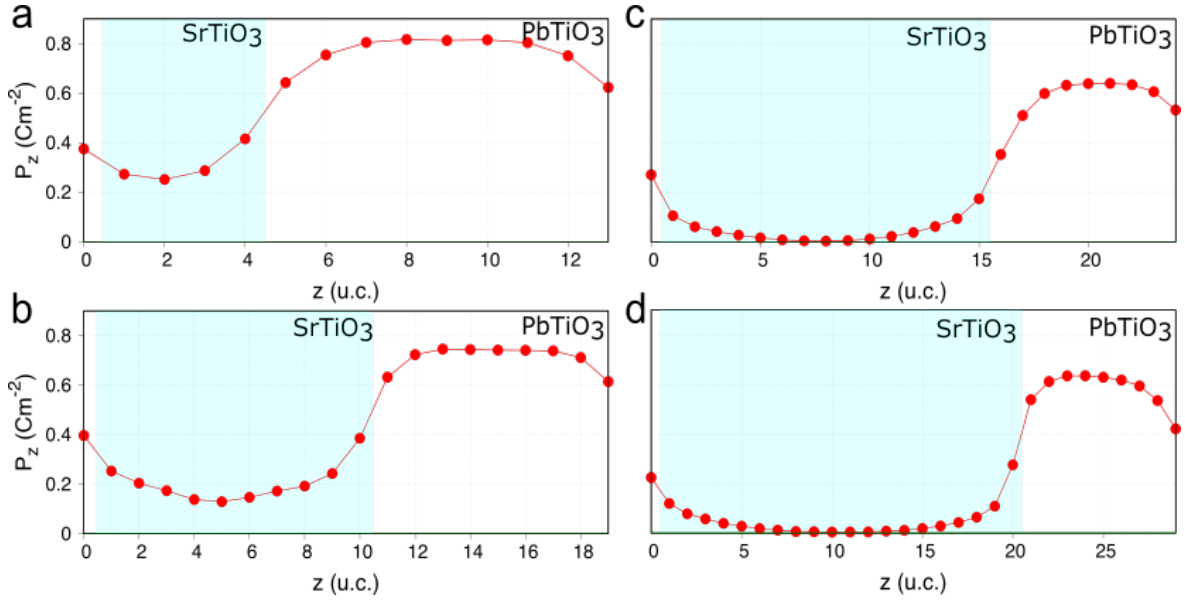 a
SrTiO₃
PbTiO₃
0.8
0.6
0.4
0.2
0
P_z (Cm⁻²)
0 2 4 6 8 10 12
z (u.c.)
c
SrTiO₃
PbTiO₃
0 5 10 15 20
z (u.c.)
b
SrTiO₃
PbTiO₃
0.8
0.6
0.4
0.2
0
P_z (Cm⁻²)
0 2 4 6 8 10 12 14 16 18
z (u.c.)
d
SrTiO₃
PbTiO₃
0 5 10 15 20 25
z (u.c.)